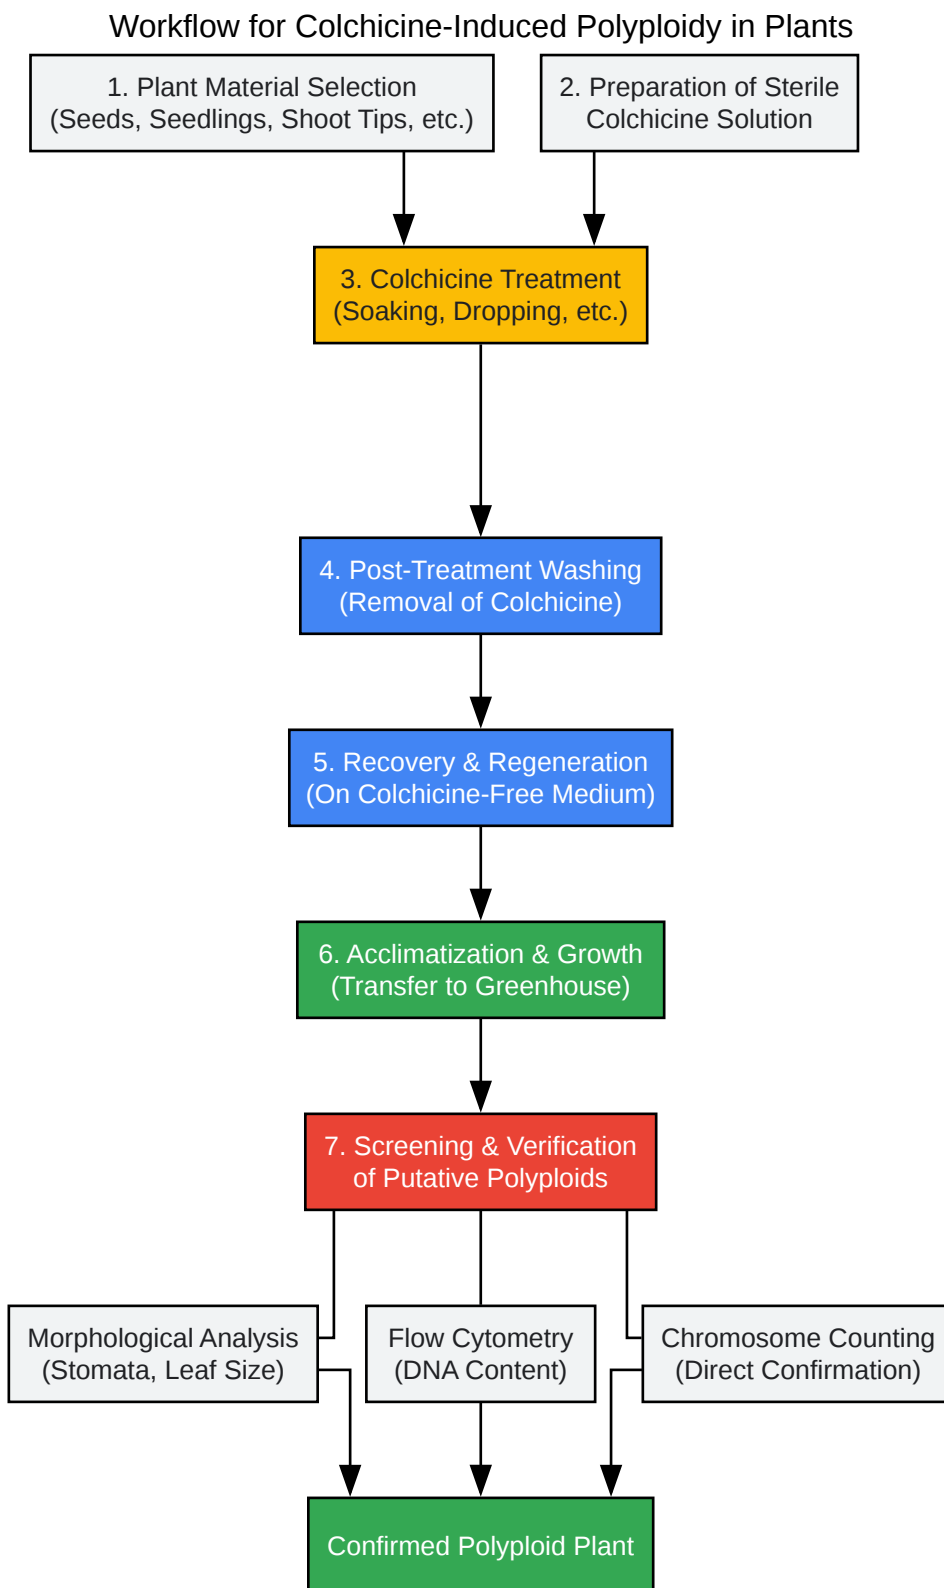 Workflow for Colchicine-Induced Polyploidy in Plants
1. Plant Material Selection
(Seeds, Seedlings, Shoot Tips, etc.)
2. Preparation of Sterile
Colchicine Solution
3. Colchicine Treatment
(Soaking, Dropping, etc.)
4. Post-Treatment Washing
(Removal of Colchicine)
5. Recovery & Regeneration
(On Colchicine-Free Medium)
6. Acclimatization & Growth
(Transfer to Greenhouse)
7. Screening & Verification
of Putative Polyploids
Morphological Analysis
(Stomata, Leaf Size)
Flow Cytometry
(DNA Content)
Chromosome Counting
(Direct Confirmation)
Confirmed Polyploid Plant